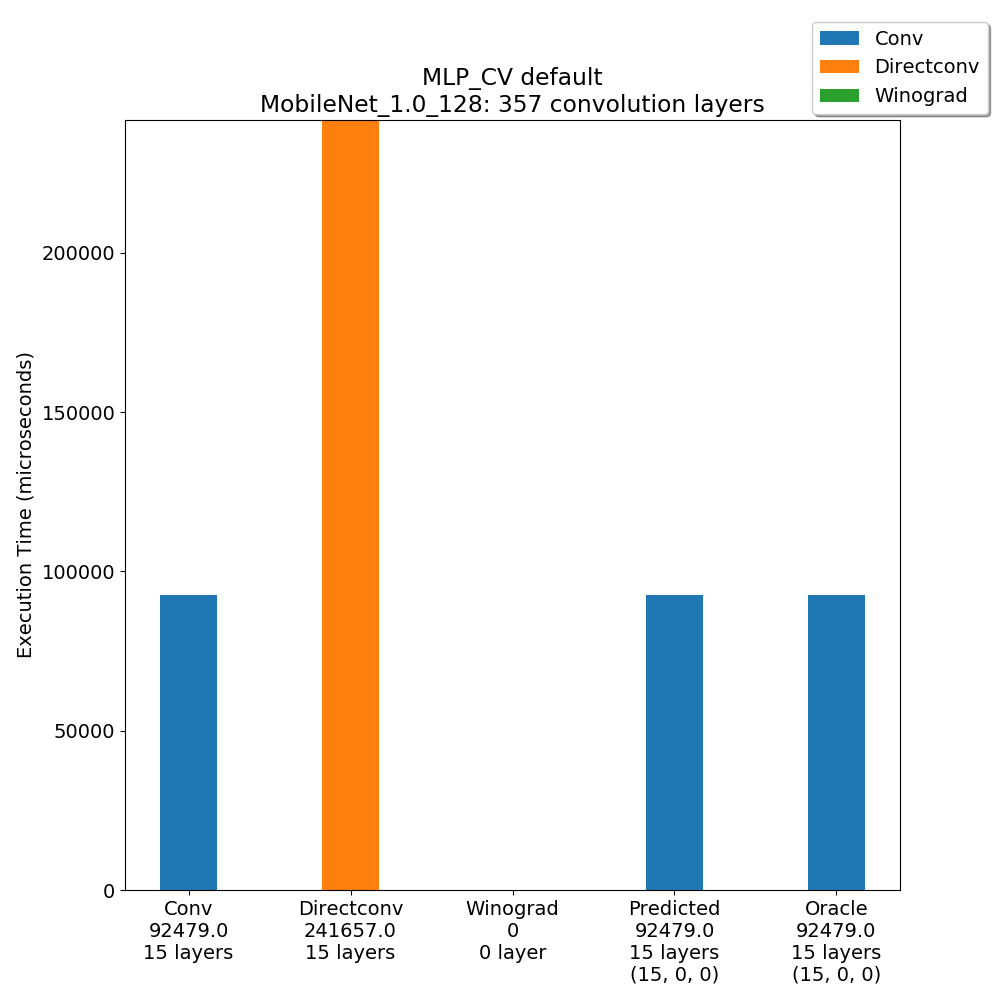 Conv
Directconv
Winograd
MLP_CV default
MobileNet_1.0_128: 357 convolution layers
Execution Time (microseconds)
200000
150000
100000
50000
0
Conv
92479.0
15 layers
Directconv
241657.0
15 layers
Winograd
0
0 layer
Predicted
92479.0
15 layers
(15, 0, 0)
Oracle
92479.0
15 layers
(15, 0, 0)